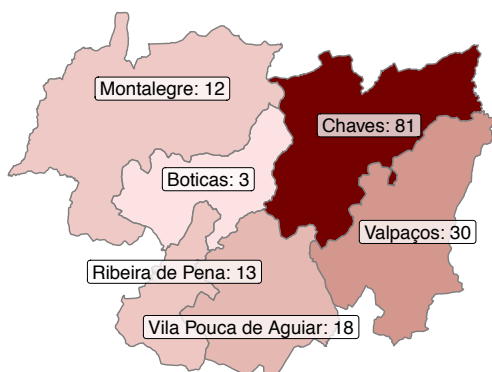 Montalegre: 12
Chaves: 81
Boticas: 3
Valpaços: 30
Ribeira de Pena: 13
Vila Pouca de Aguiar: 18